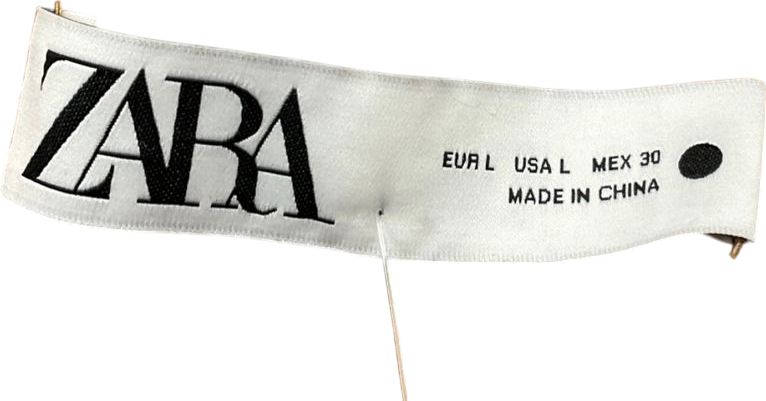 ZARA
EUR L USA L MEX 30
MADE IN CHINA